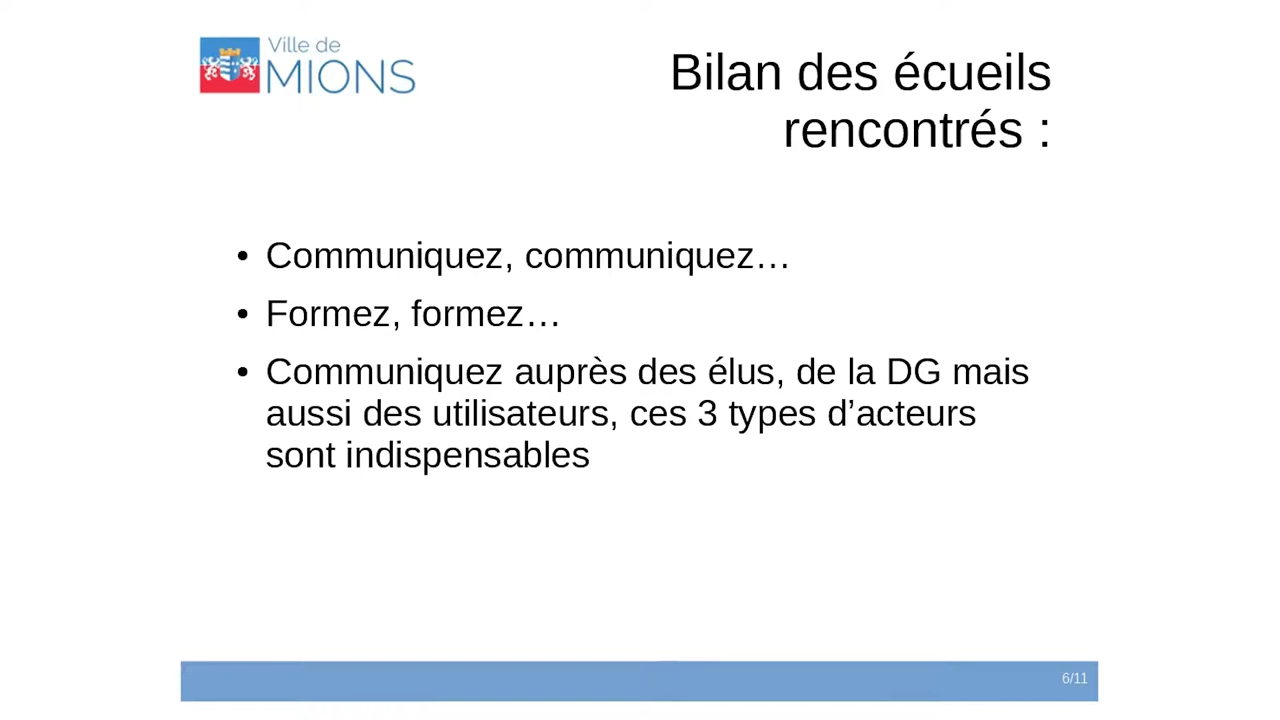 Ville de
MIONS
Bilan des écueils
rencontrés :
• Communiquez, communiquez…
• Formez, formez…
• Communiquez auprès des élus, de la DG mais
aussi des utilisateurs, ces 3 types d’acteurs
sont indispensables
6/11